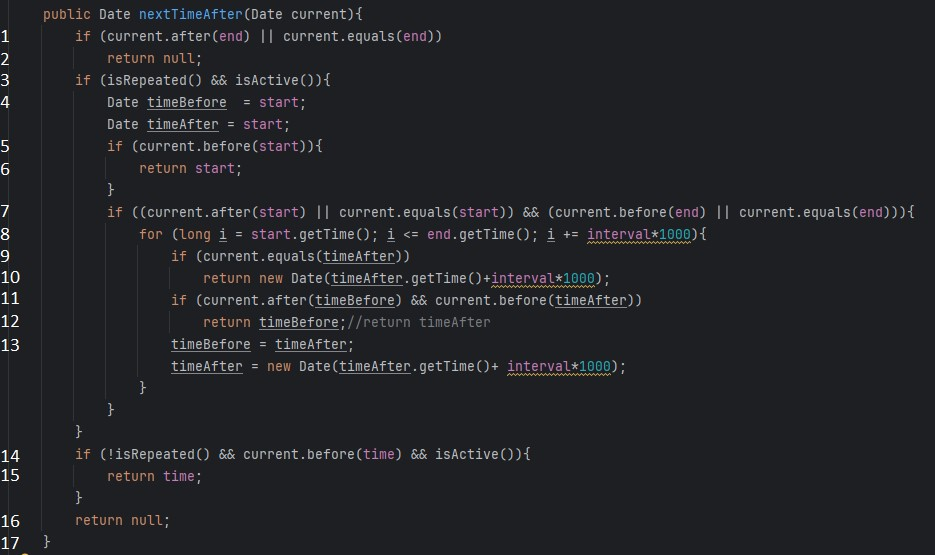 public Date nextTimeAfter(Date current){
1 if (current.after(end) || current.equals(end))
2 return null;
3 if (isRepeated() && isActive()){
4 Date timeBefore  = start;
Date timeAfter = start;
5 if (current.before(start)){
6 return start;
}
7 if ((current.after(start) || current.equals(start)) && (current.before(end) || current.equals(end))){
8 for (long i = start.getTime(); i <= end.getTime(); i += interval*1000){
9 if (current.equals(timeAfter))
10 return new Date(timeAfter.getTime()+interval*1000);
11 if (current.after(timeBefore) && current.before(timeAfter))
12 return timeBefore;//return timeAfter
13 timeBefore = timeAfter;
timeAfter = new Date(timeAfter.getTime()+ interval*1000);
}
}
}
14 if (!isRepeated() && current.before(time) && isActive()){
15 return time;
}
16 return null;
17 }